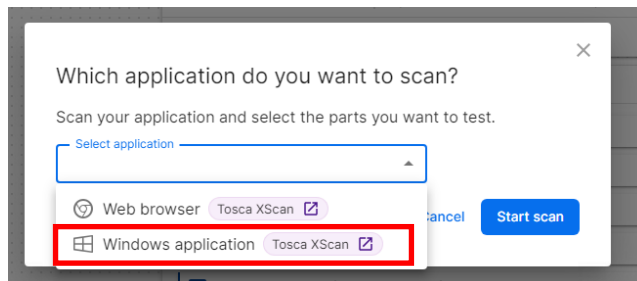 Which application do you want to scan?
Scan your application and select the parts you want to test.
Select application
Web browser Tosca XScan
Windows application Tosca XScan
Cancel Start scan